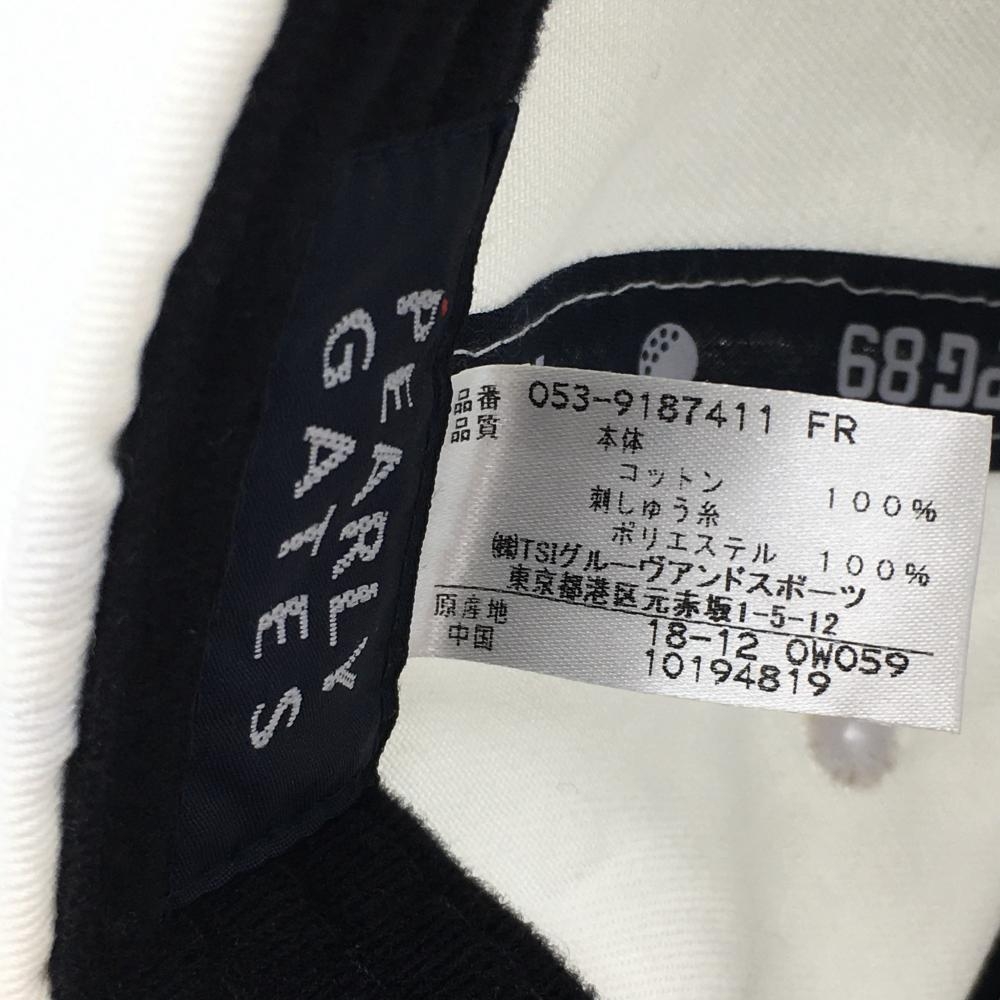 PEARLY
GATES
PG 89
品番 053-9187411 FR
品質
本体
コットン 100%
刺しゅう糸
ポリエステル 100%
㈱TSIグルーヴアンドスポーツ
東京都港区元赤坂1-5-12
原産地
中国
18-12 0W059
10194819